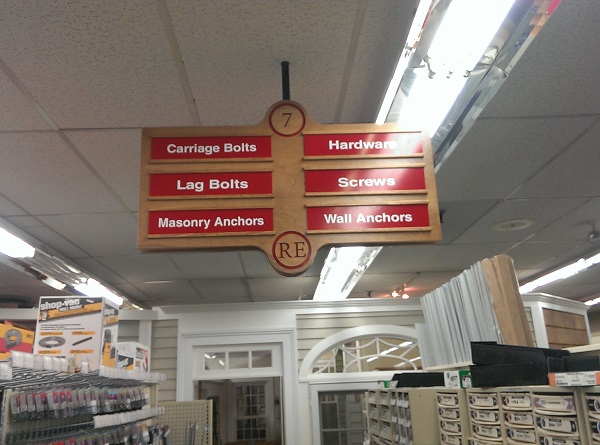 7
Carriage Bolts
Hardware
Lag Bolts
Screws
Masonry Anchors
Wall Anchors
RE
shop-vac